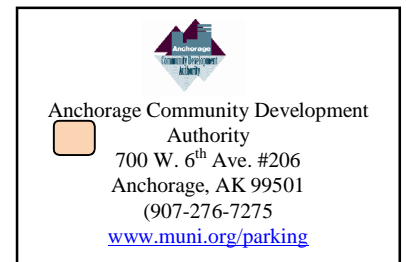 Anchorage
Community Development
Authority
Anchorage Community Development
Authority
700 W. 6th Ave. #206
Anchorage, AK 99501
(907-276-7275
www.muni.org/parking